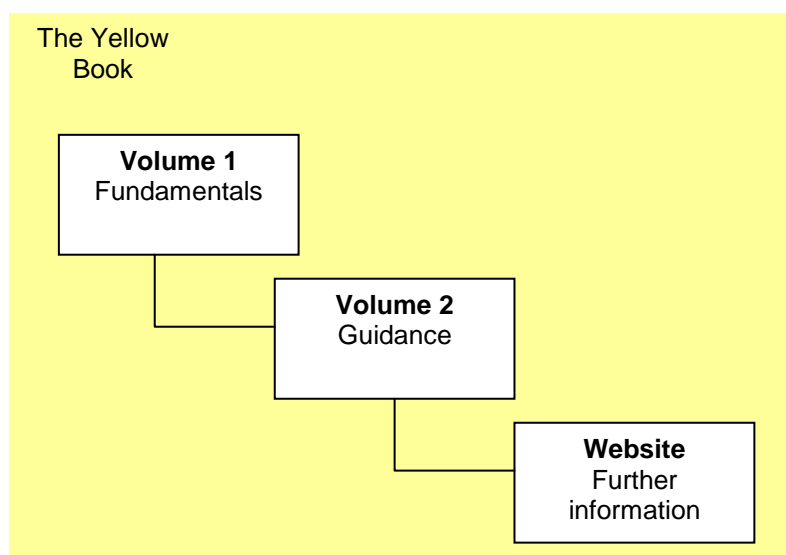 The Yellow
Book
Volume 1
Fundamentals
Volume 2
Guidance
Website
Further
information